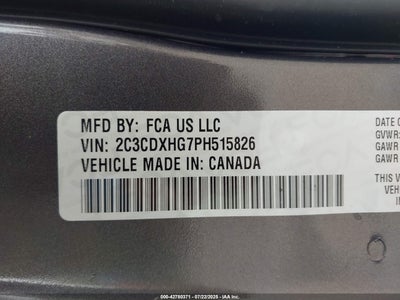 MFD BY: FCA US LLC
VIN: 2C3CDXHG7PH515826
VEHICLE MADE IN: CANADA
DATE O
GVWR:
GAWR
GAWR
THIS V
VEH
000-42780371 - 07/22/2025 - IAA Inc.